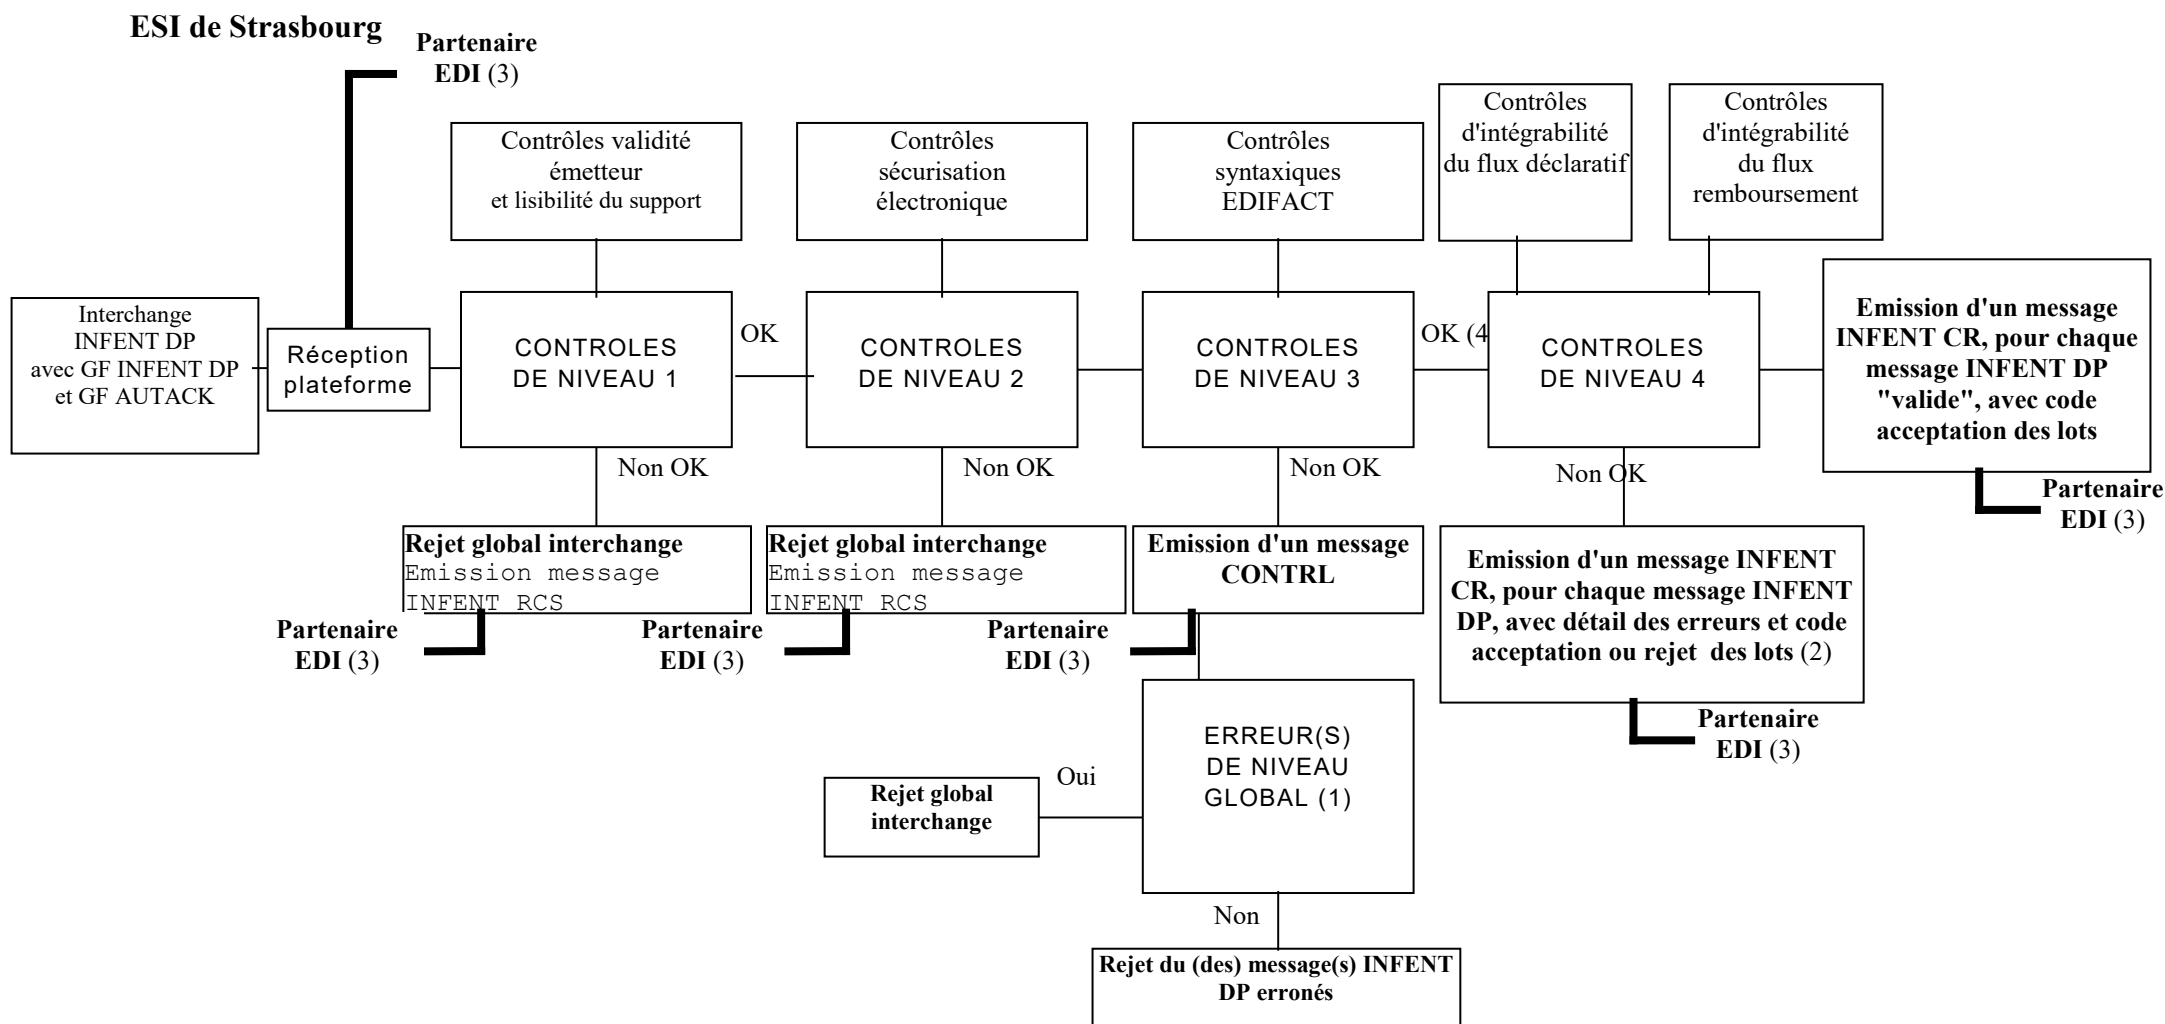 ESI de Strasbourg
Partenaire
EDI (3)
Contrôles validité
émetteur
et lisibilité du support
Contrôles
sécurisation
électronique
Contrôles
syntaxiques
EDIFACT
Contrôles
d'intégrabilité
du flux déclaratif
Contrôles
d'intégrabilité
du flux
remboursement
Interchange
INFENT DP
avec GF INFENT DP
et GF AUTACK
Réception
plateforme
CONTROLES
DE NIVEAU 1
OK
CONTROLES
DE NIVEAU 2
CONTROLES
DE NIVEAU 3
OK (4
CONTROLES
DE NIVEAU 4
Emission d'un message
INFENT CR, pour chaque
message INFENT DP
"valide", avec code
acceptation des lots
Partenaire
EDI (3)
Non OK
Non OK
Non OK
Non OK
Rejet global interchange
Emission message
INFENT RCS
Partenaire
EDI (3)
Rejet global interchange
Emission message
INFENT RCS
Partenaire
EDI (3)
Emission d'un message
CONTRL
Partenaire
EDI (3)
Emission d'un message INFENT
CR, pour chaque message INFENT
DP, avec détail des erreurs et code
acceptation ou rejet des lots (2)
Partenaire
EDI (3)
ERREUR(S)
DE NIVEAU
GLOBAL (1)
Oui
Rejet global
interchange
Non
Rejet du (des) message(s) INFENT
DP erronés